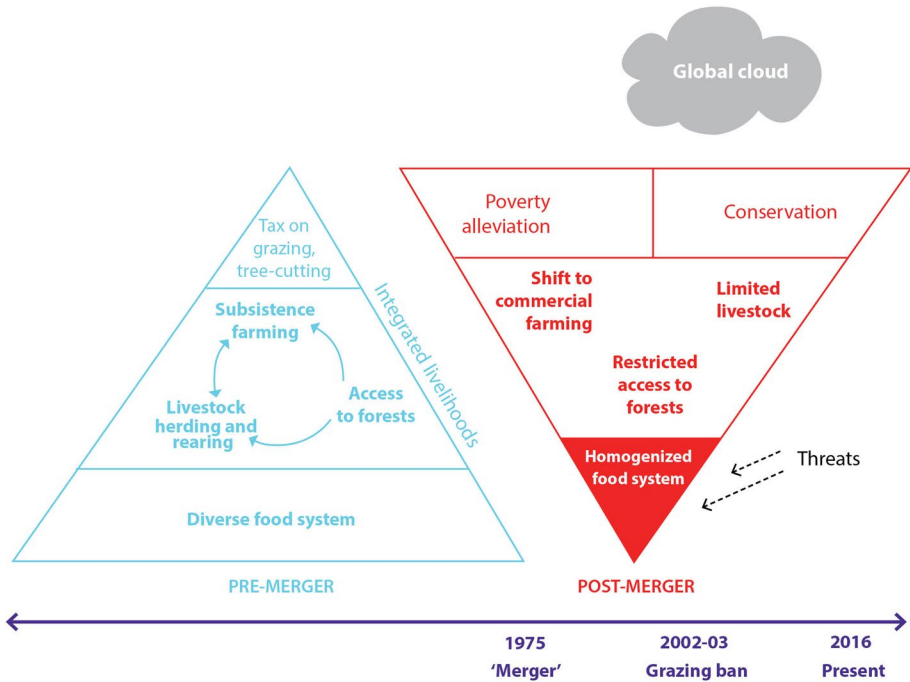 Global cloud
Tax on
grazing,
tree-cutting
Subsistence
farming
Integrated livelihoods
Livestock
herding and
rearing
Access
to forests
Diverse food system
PRE-MERGER
Poverty
alleviation
Conservation
Shift to
commercial
farming
Limited
livestock
Restricted
access to
forests
Homogenized
food system
Threats
POST-MERGER
1975
‘Merger’
2002-03
Grazing ban
2016
Present